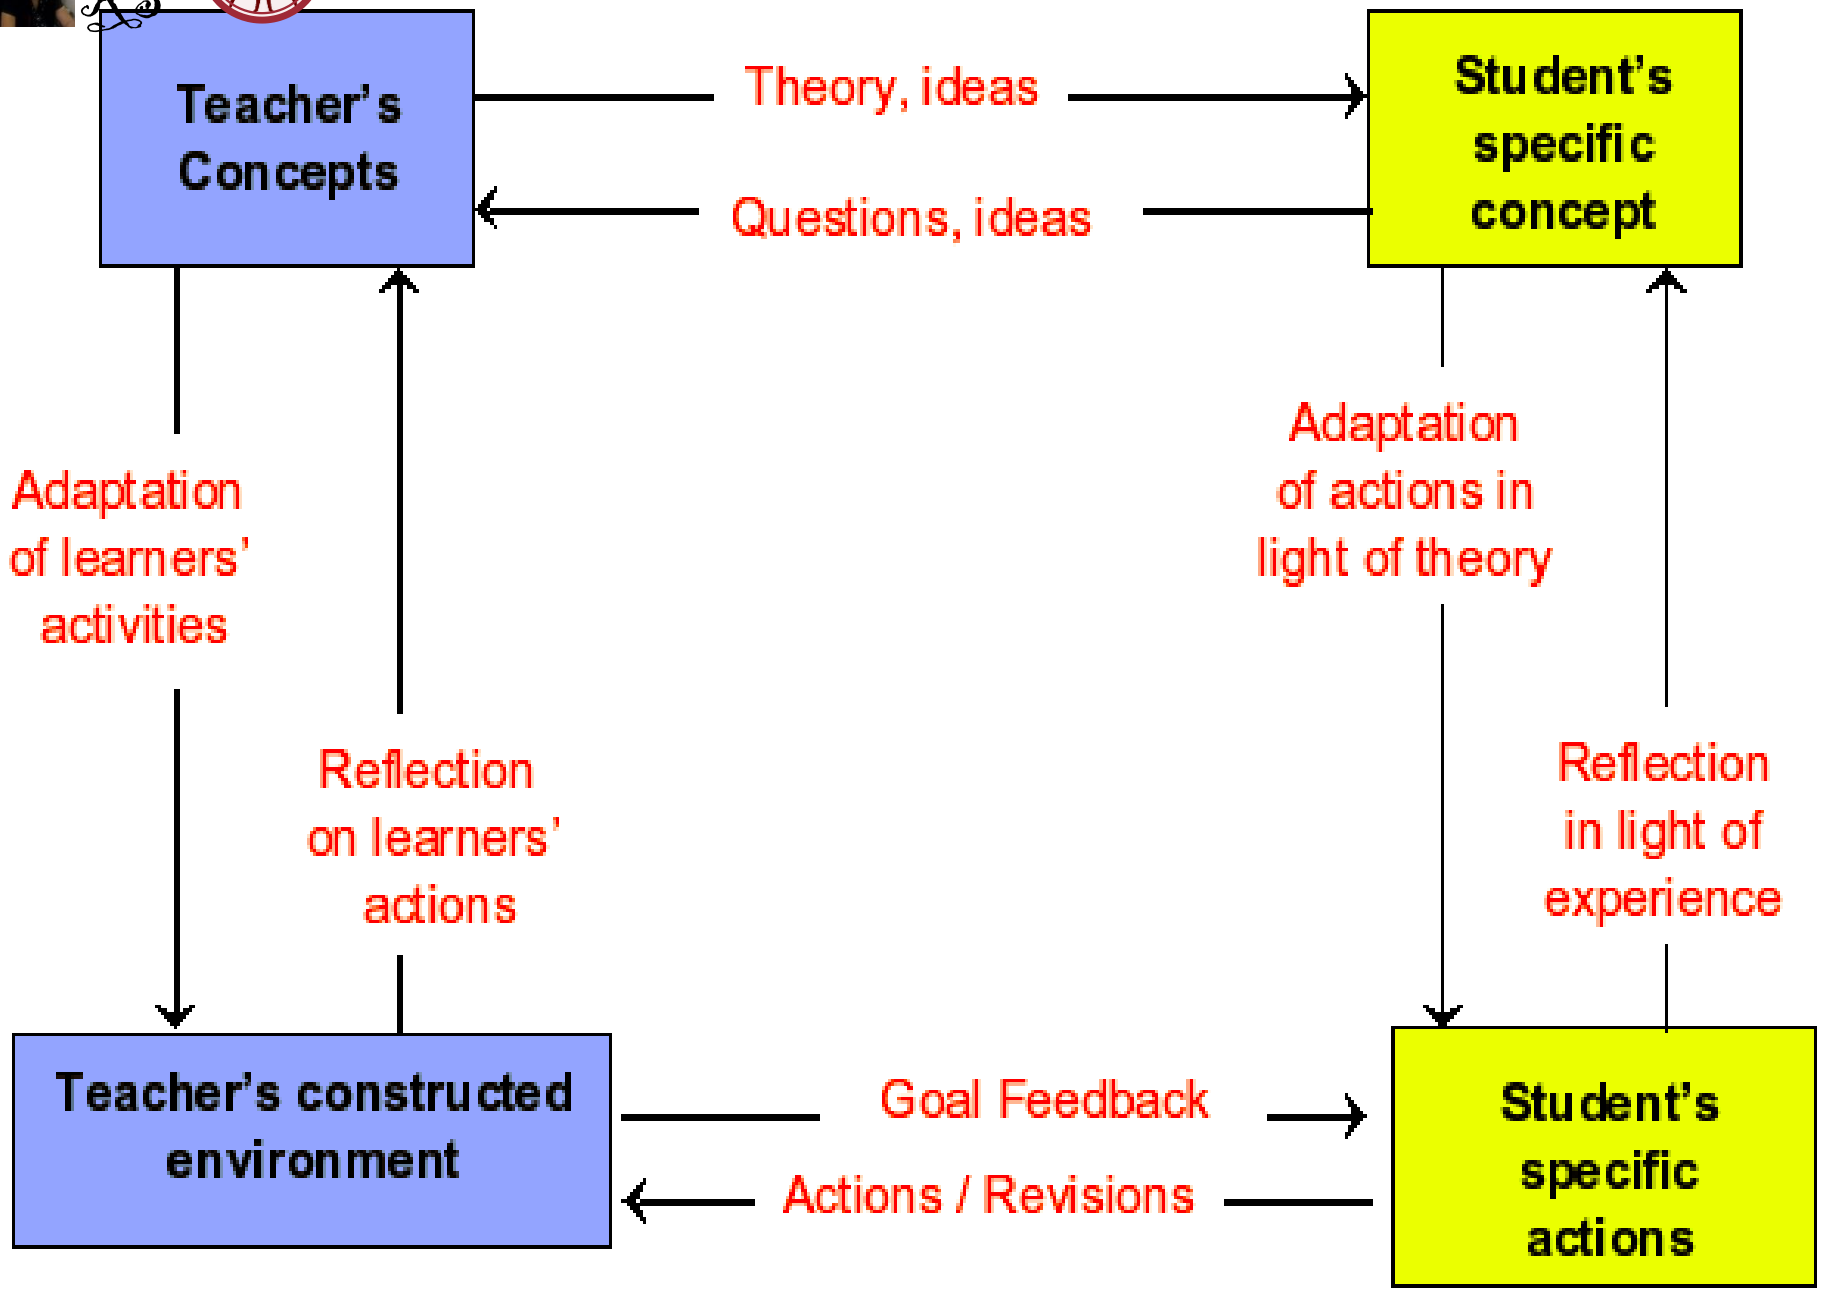 Teacher’s
Concepts
Theory, ideas
Questions, ideas
Student’s
specific
concept
Adaptation
of learners’
activities
Reflection
on learners’
actions
Adaptation
of actions in
light of theory
Reflection
in light of
experience
Teacher’s constructed
environment
Goal Feedback
Actions / Revisions
Student’s
specific
actions